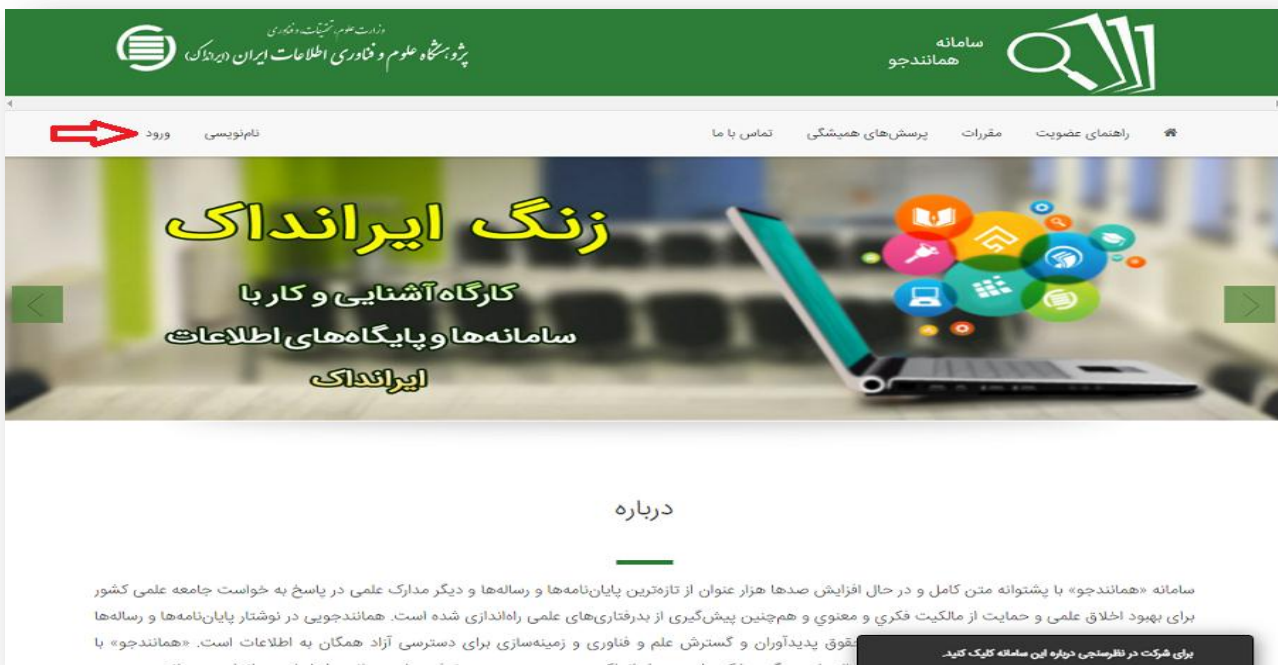 سامانه
همانندجو
وزارت علوم، تحقیقات، و فناوری
پژوهشگاه علوم و فناوری اطلاعات ایران (ایرانداک)
راهنمای عضویت مقررات پرسش‌های همیشگی تماس با ما نام‌نویسی ورود
زنگ ایرانداک
کارگاه آشنایی و کار با
سامانه‌ها و پایگاه‌های اطلاعات
ایرانداک
درباره
سامانه «همانندجو» با پشتوانه متن کامل و در حال افزایش صدها هزار عنوان از تازه‌ترین پایان‌نامه‌ها و رساله‌ها و دیگر مدارک علمی در پاسخ به خواست جامعه علمی کشور
برای بهبود اخلاق علمی و حمایت از مالکیت فکري و معنوي و هم‌چنین پیش‌گیری از بدرفتاری‌های علمی راه‌اندازی شده است. همانندجویی در نوشتار پایان‌نامه‌ها و رساله‌ها
حقوق پدیدآوران و گسترش علم و فناوری و زمینه‌سازی برای دسترسی آزاد همکان به اطلاعات است. «همانندجو» با
برای شرکت در نظرسنجی درباره این سامانه کلیک کنید.